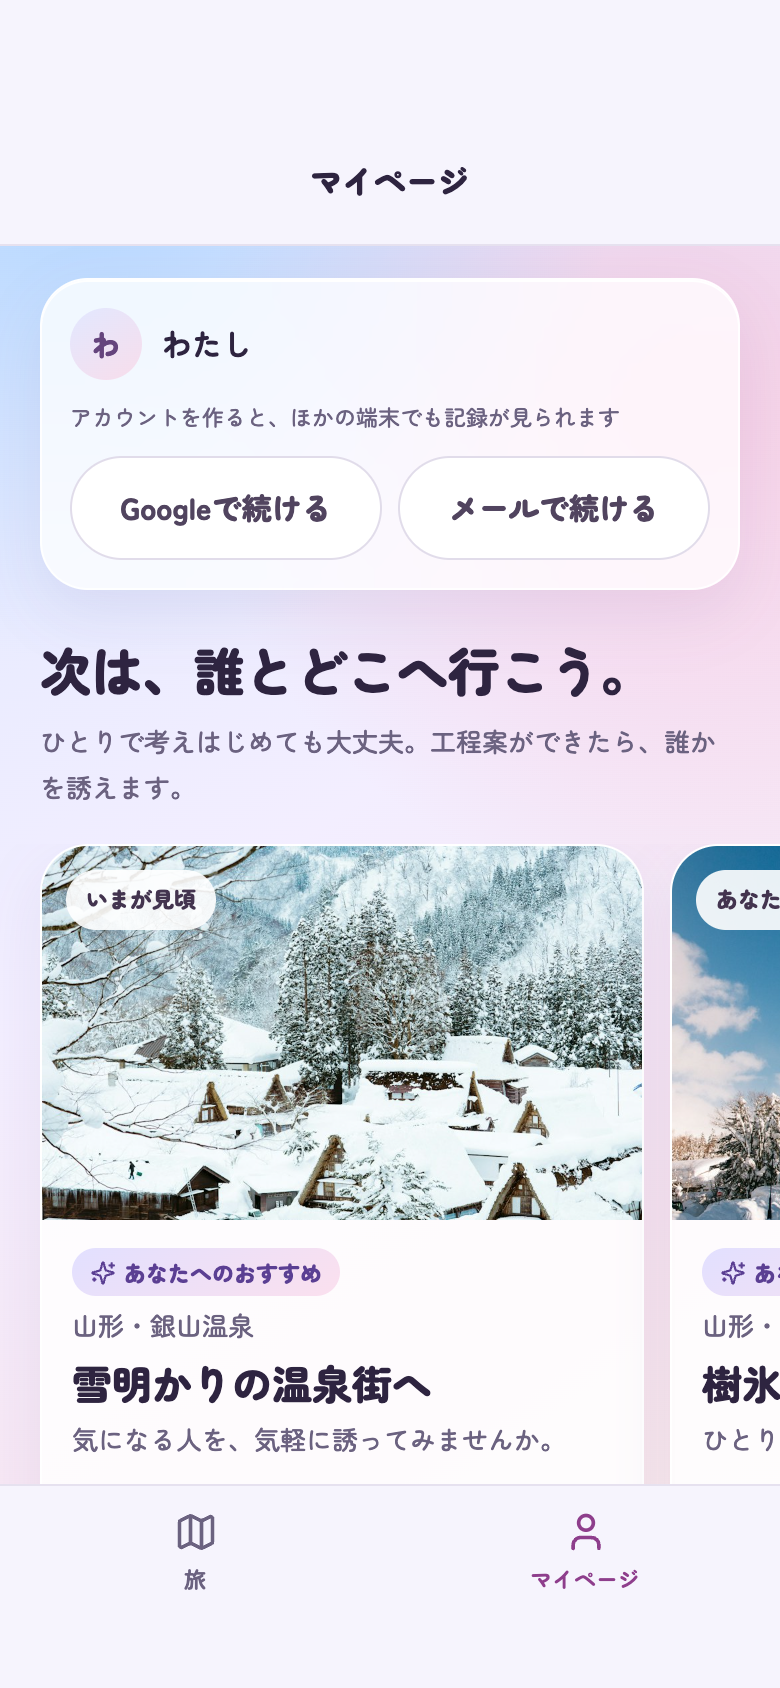 マイページ
わ
わたし
アカウントを作ると、ほかの端末でも記録が見られます
Googleで続ける
メールで続ける
次は、誰とどこへ行こう。
ひとりで考えはじめても大丈夫。工程案ができたら、誰か
を誘えます。
いまが見頃
あなた
あなたへのおすすめ
あ
山形・銀山温泉
山形・
雪明かりの温泉街へ
樹氷
気になる人を、気軽に誘ってみませんか。
ひとり
旅
マイページ